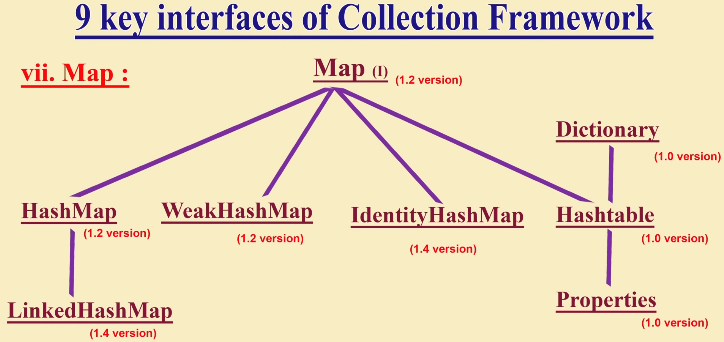 9 key interfaces of Collection Framework
vii. Map :
Map (I)
(1.2 version)
Dictionary
(1.0 version)
HashMap
(1.2 version)
WeakHashMap
(1.2 version)
IdentityHashMap
(1.4 version)
Hashtable
(1.0 version)
LinkedHashMap
(1.4 version)
Properties
(1.0 version)